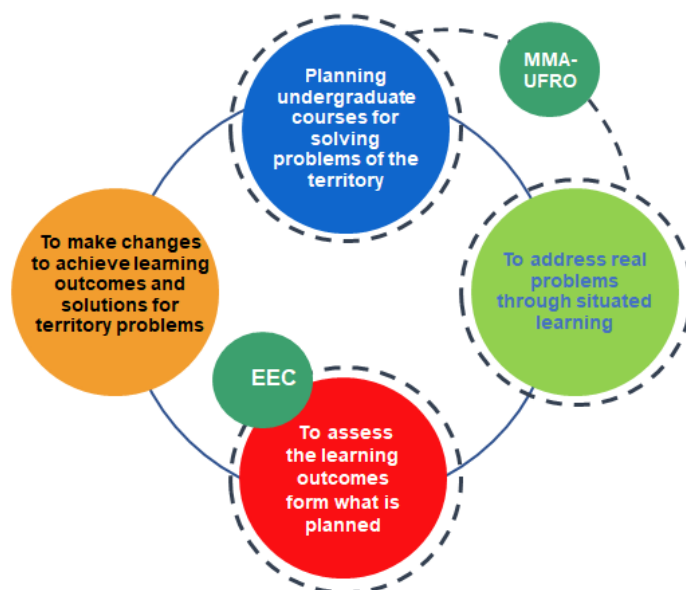 Planning
undergraduate
courses for
solving
problems of the
territory
MMA-
UFRO
To address real
problems
through situated
learning
To make changes
to achieve learning
outcomes and
solutions for
territory problems
EEC
To assess
the learning
outcomes
form what is
planned